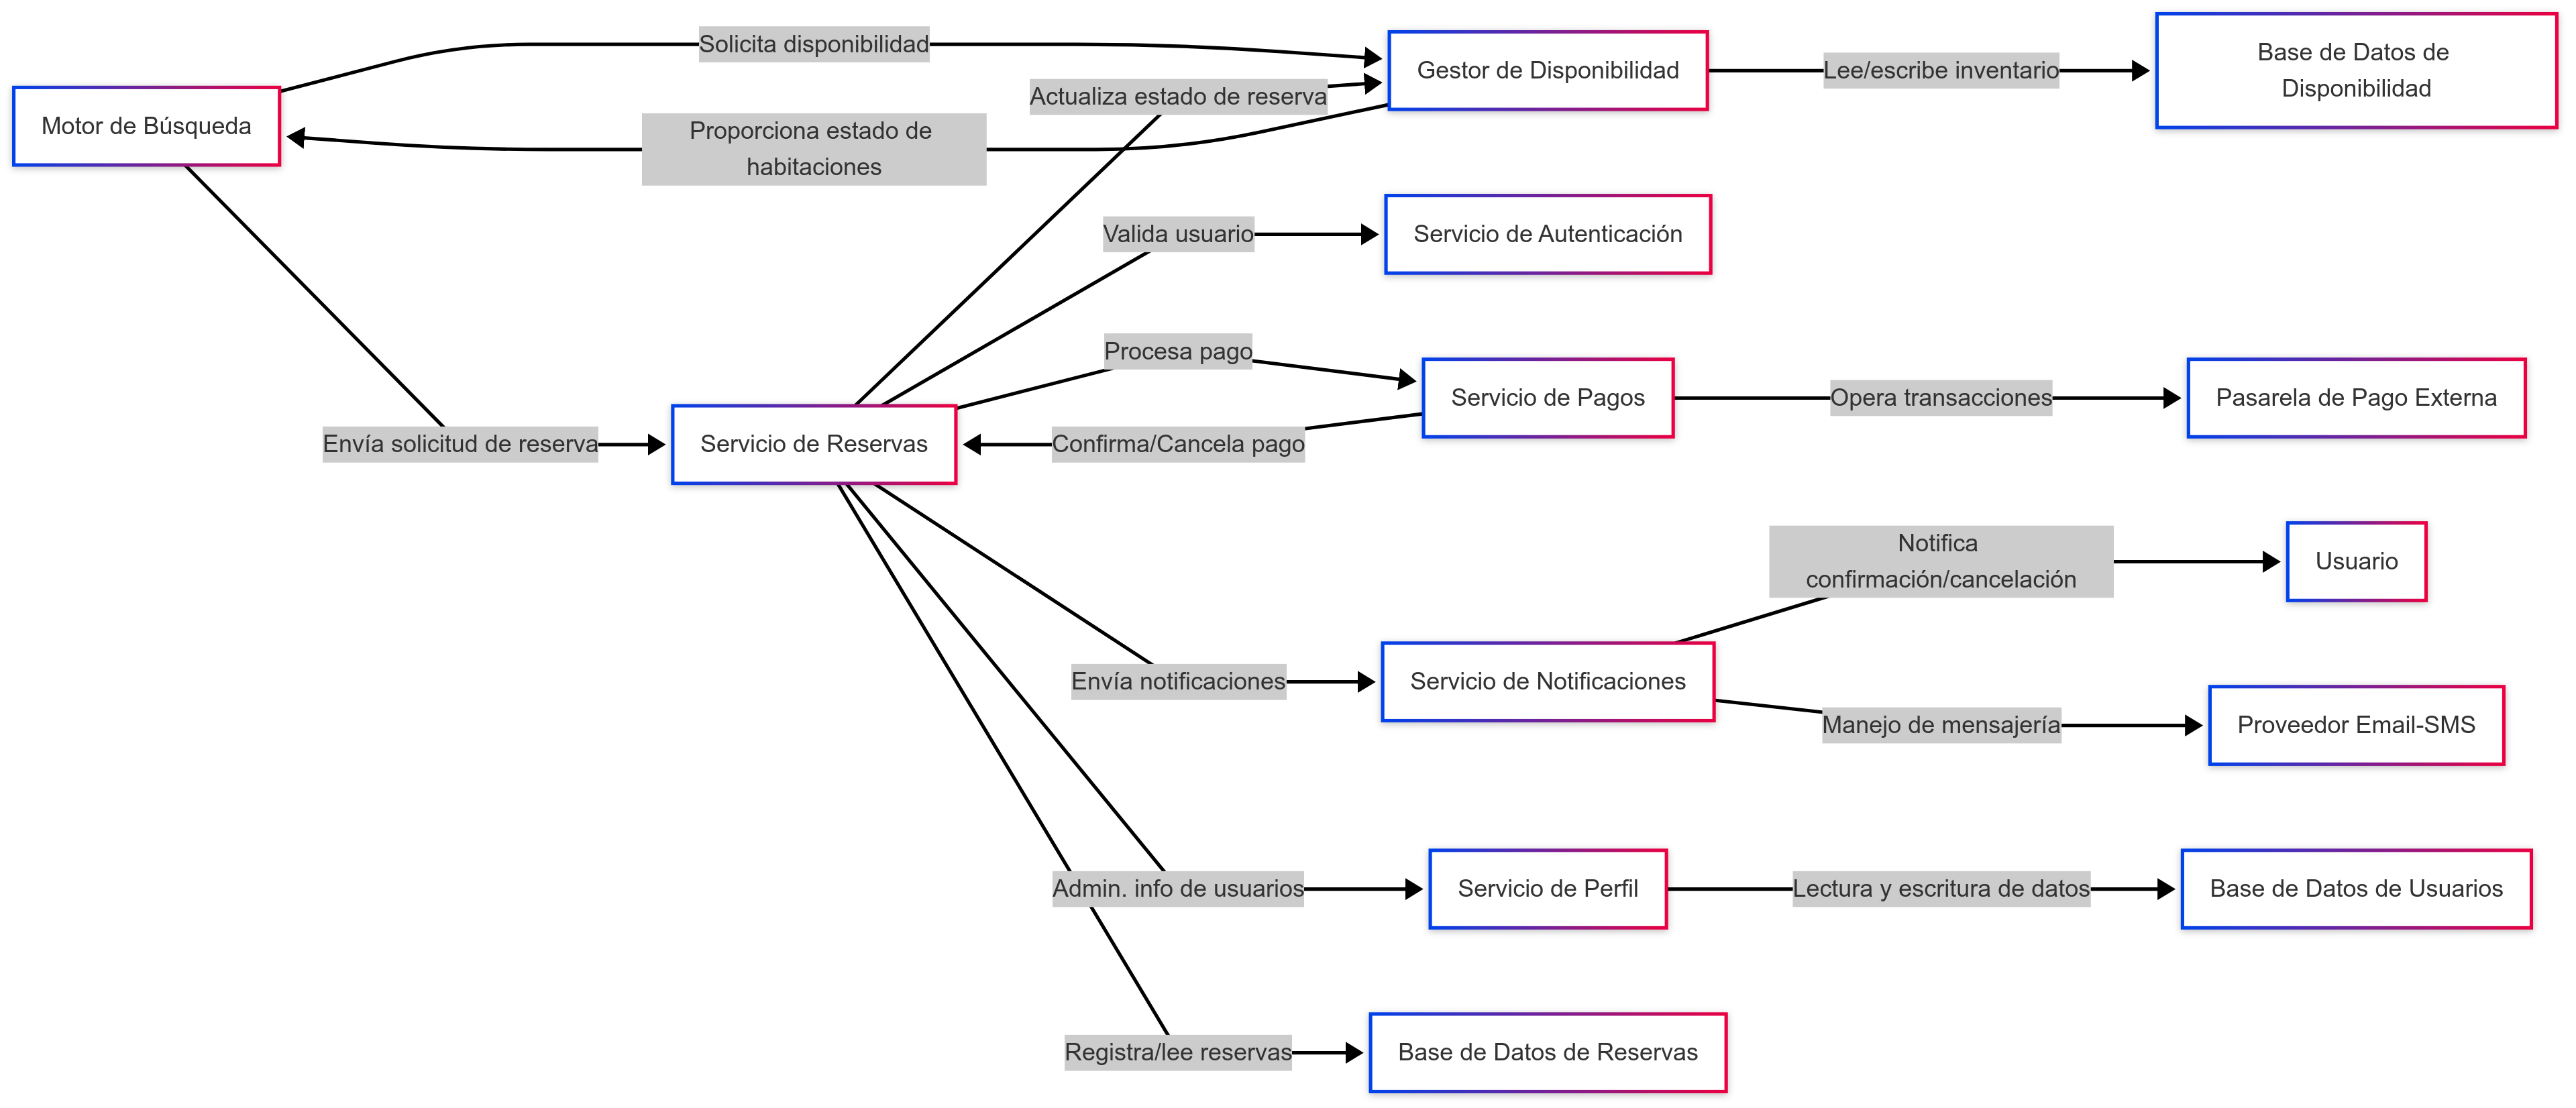 Solicita disponibilidad
Gestor de Disponibilidad
Lee/escribe inventario
Base de Datos de
Disponibilidad
Actualiza estado de reserva
Motor de Búsqueda
Proporciona estado de
habitaciones
Valida usuario
Servicio de Autenticación
Procesa pago
Servicio de Pagos
Opera transacciones
Pasarela de Pago Externa
Envía solicitud de reserva
Servicio de Reservas
Confirma/Cancela pago
Notifica
confirmación/cancelación
Usuario
Envía notificaciones
Servicio de Notificaciones
Manejo de mensajería
Proveedor Email-SMS
Admin. info de usuarios
Servicio de Perfil
Lectura y escritura de datos
Base de Datos de Usuarios
Registra/lee reservas
Base de Datos de Reservas